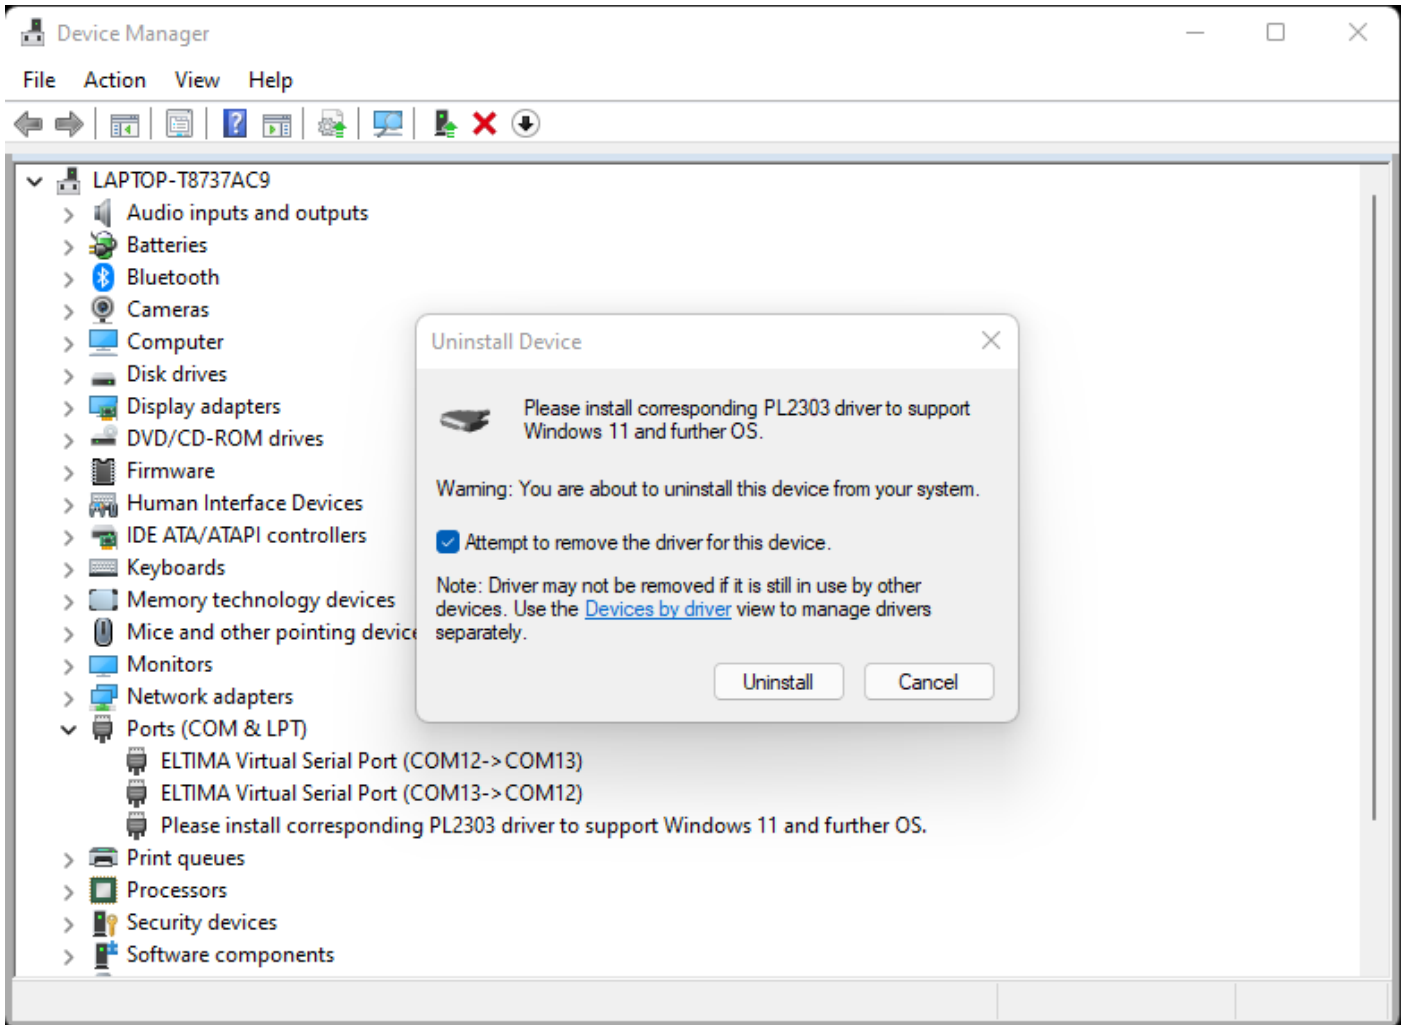 Device Manager
File Action View Help
LAPTOP-T8737AC9
Audio inputs and outputs
Batteries
Bluetooth
Cameras
Computer
Disk drives
Display adapters
DVD/CD-ROM drives
Firmware
Human Interface Devices
IDE ATA/ATAPI controllers
Keyboards
Memory technology devices
Mice and other pointing device
Monitors
Network adapters
Ports (COM & LPT)
ELTIMA Virtual Serial Port (COM12->COM13)
ELTIMA Virtual Serial Port (COM13->COM12)
Please install corresponding PL2303 driver to support Windows 11 and further OS.
Print queues
Processors
Security devices
Software components
Uninstall Device
Please install corresponding PL2303 driver to support
Windows 11 and further OS.
Warning: You are about to uninstall this device from your system.
Attempt to remove the driver for this device.
Note: Driver may not be removed if it is still in use by other
devices. Use the Devices by driver view to manage drivers
separately.
Uninstall Cancel